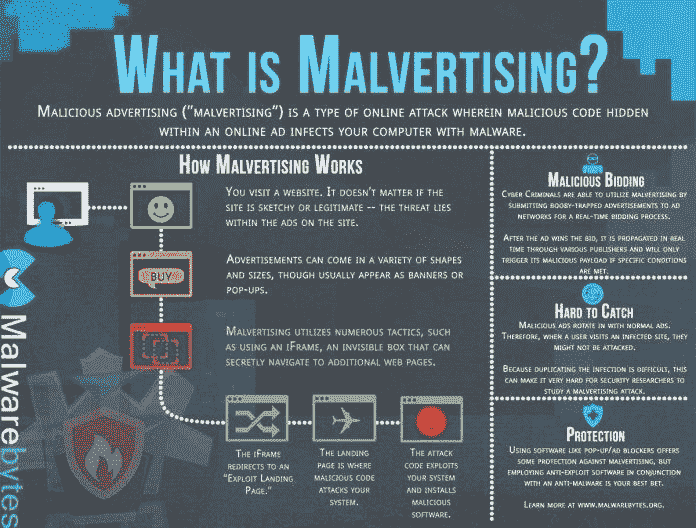 What is Malvertising?
Malicious advertising ("malvertising") is a type of online attack wherein malicious code hidden
within an online ad infects your computer with malware.
How Malvertising Works
You visit a website. It doesn't matter if the
site is sketchy or legitimate -- the threat lies
within the ads on the site.
BUY
Advertisements can come in a variety of shapes
and sizes, though usually appear as banners or
pop-ups.
Malvertising utilizes numerous tactics, such
as using an iFrame, an invisible box that can
secretly navigate to additional web pages.
The iFrame
redirects to an
"Exploit Landing
Page."
The landing
page is where
malicious code
attacks your
system.
The attack
code exploits
your system
and installs
malicious
software.
Malicious Bidding
Cyber Criminals are able to utilize malvertising by
submitting booby-trapped advertisements to ad
networks for a real-time bidding process.
After the ad wins the bid, it is propagated in real
time through various publishers and will only
trigger its malicious payload if specific conditions
are met.
Hard to Catch
Malicious ads rotate in with normal ads.
Therefore, when a user visits an infected site, they
might not be attacked.
Because duplicating the infection is difficult, this
can make it very hard for security researchers to
study a malvertising attack.
Protection
Using software like pop-up/ad blockers offers
some protection against malvertising, but
employing anti-exploit software in conjunction
with an anti-malware is your best bet.
Learn more at www.malwarebytes.org.
Malwarebytes